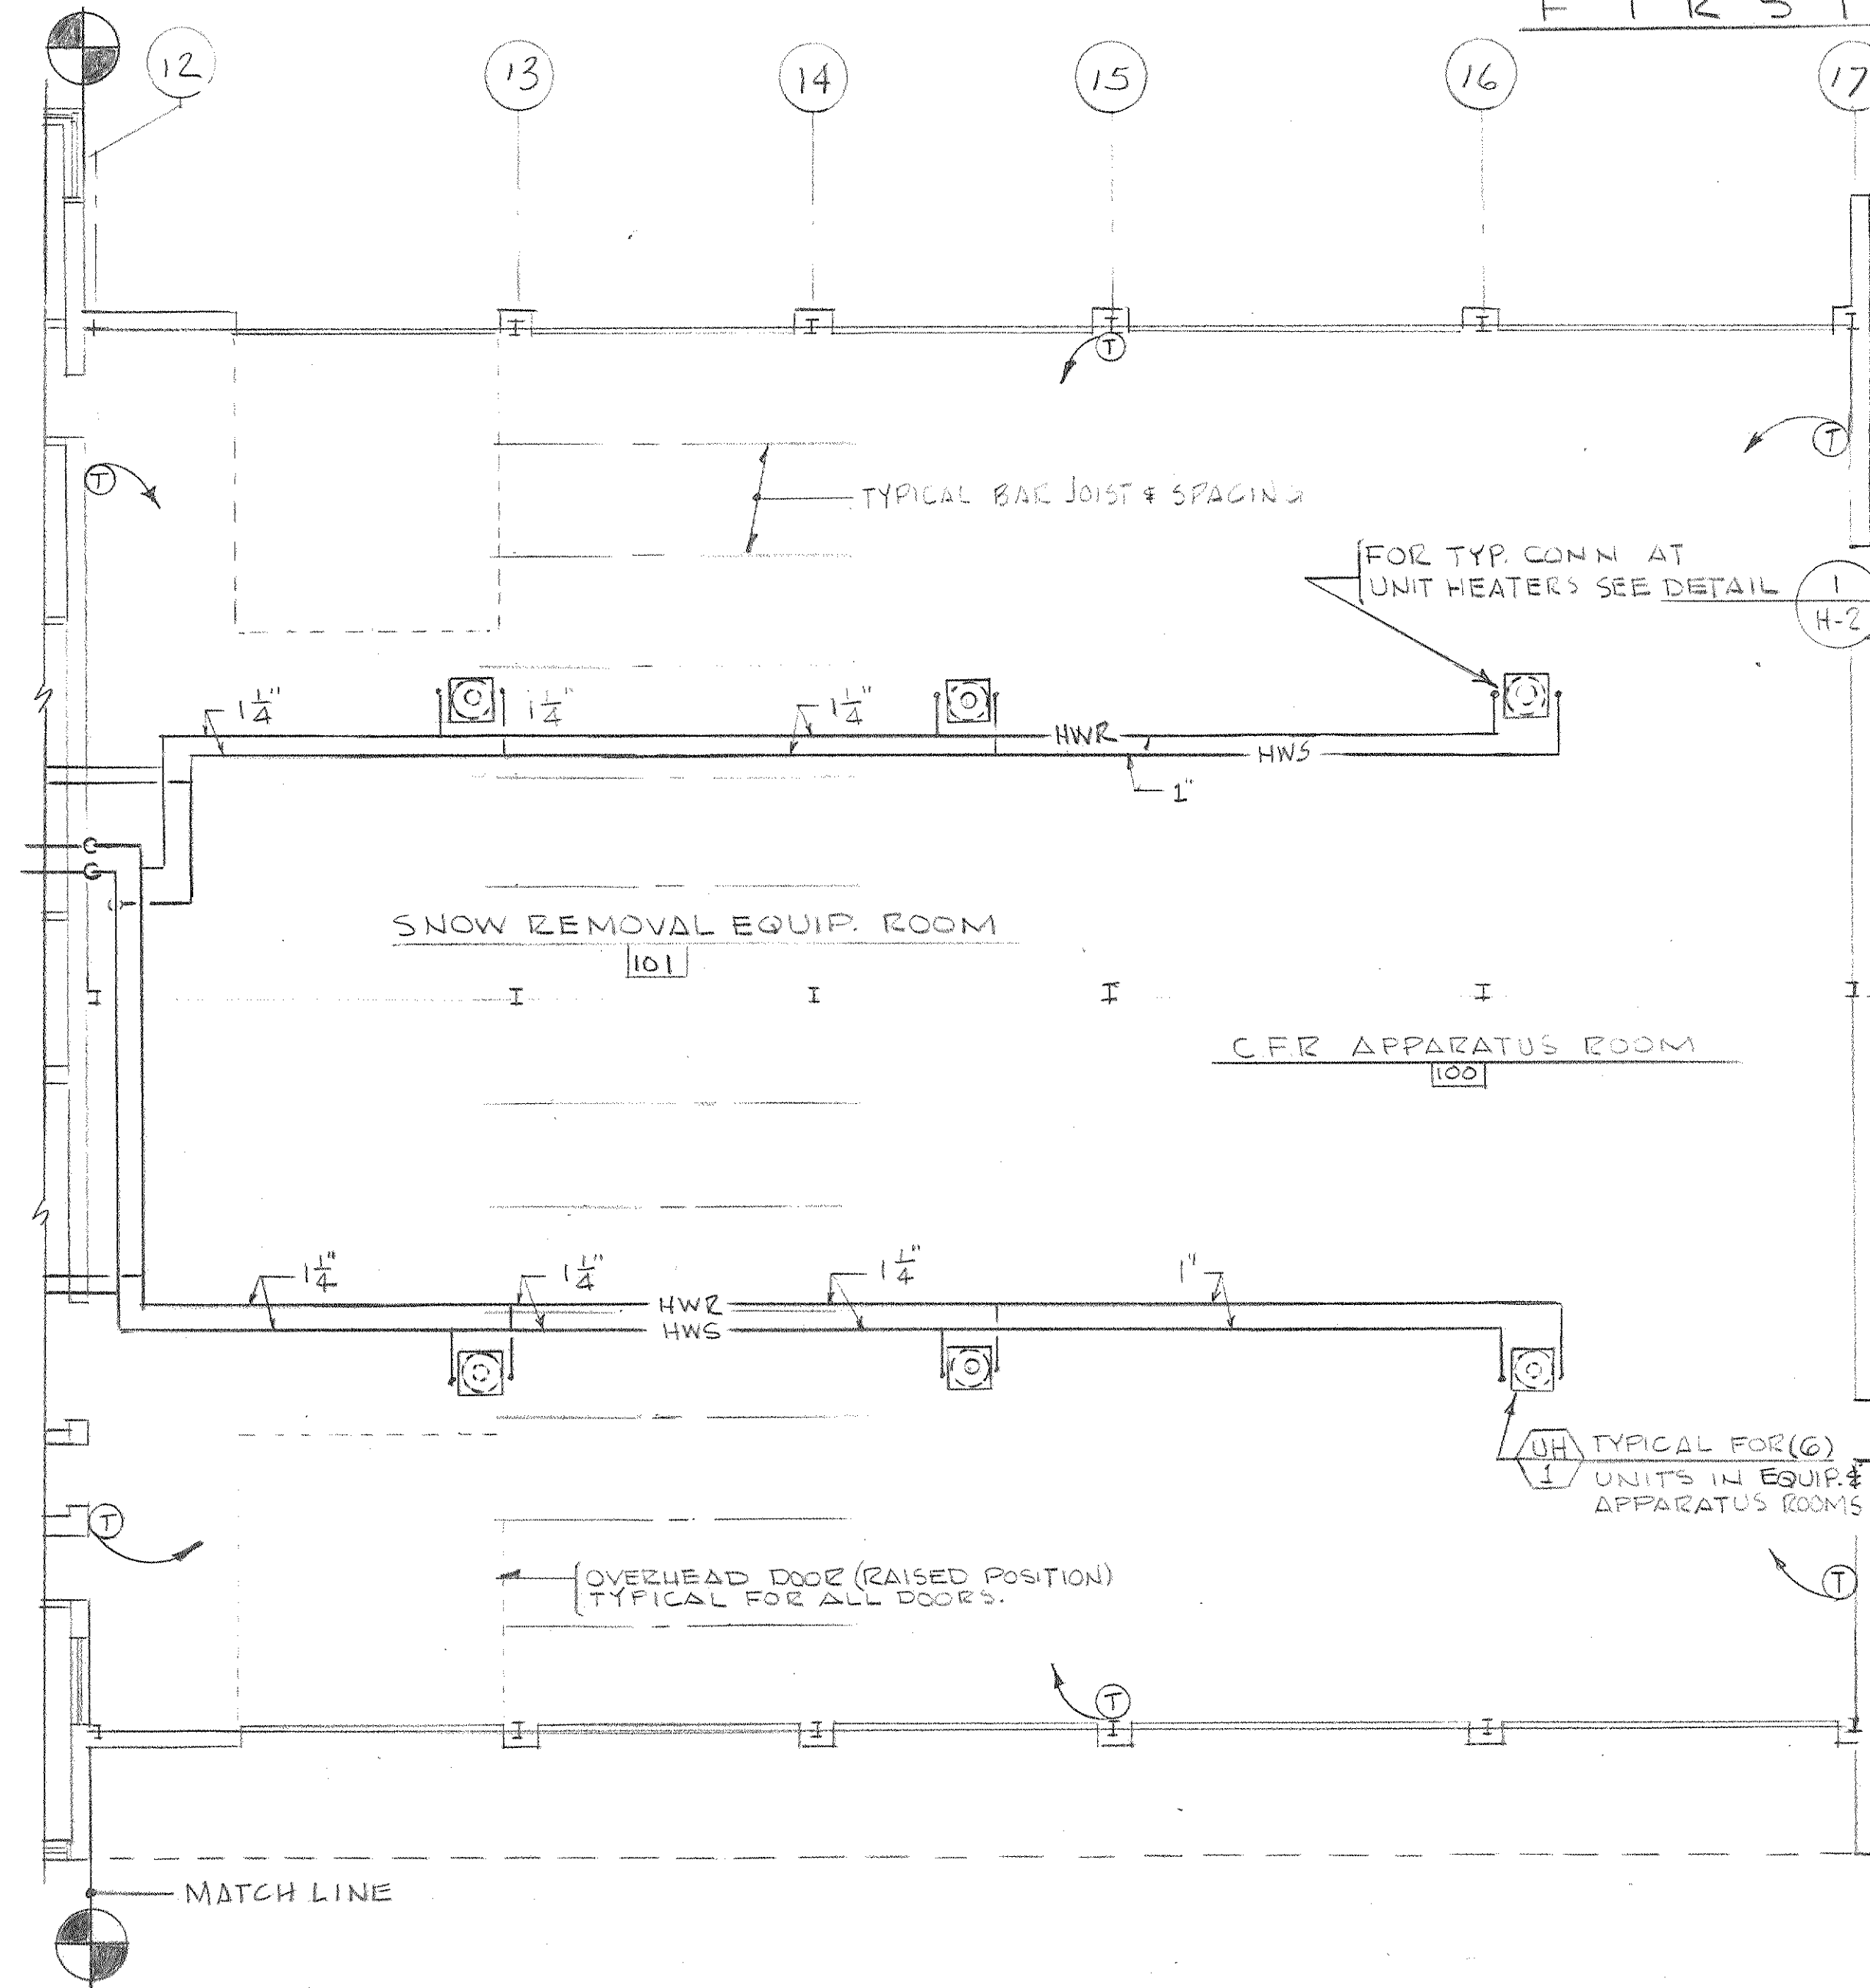 F I R S T
12
13
14
15
16
17
T
T
T
TYPICAL BAR JOIST & SPACING
FOR TYP. CONN AT
UNIT HEATERS SEE DETAIL
1
H-2
1 1/4"
1 1/4"
1 1/4"
HWR
HWS
1"
SNOW REMOVAL EQUIP. ROOM
101
C.F.R APPARATUS ROOM
100
1 1/4"
1 1/4"
1 1/4"
1"
HWR
HWS
UH
1
TYPICAL FOR (6)
UNITS IN EQUIP. &
APPARATUS ROOMS
T
OVERHEAD DOOR (RAISED POSITION)
TYPICAL FOR ALL DOORS.
T
T
MATCH LINE